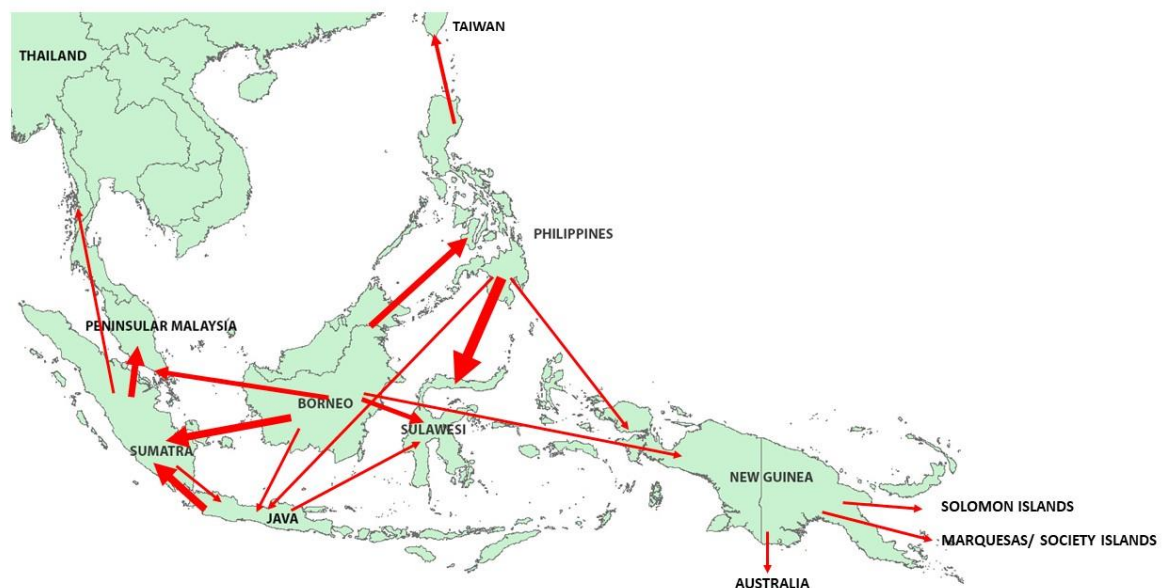 TAIWAN
THAILAND
PHILIPPINES
PENINSULAR MALAYSIA
BORNEO
SULAWESI
SUMATRA
NEW GUINEA
SOLOMON ISLANDS
JAVA
MARQUESAS/ SOCIETY ISLANDS
AUSTRALIA